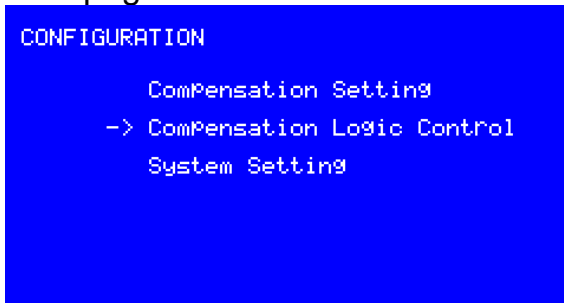 CONFIGURATION
Compensation Setting
-> Compensation Logic Control
System Setting